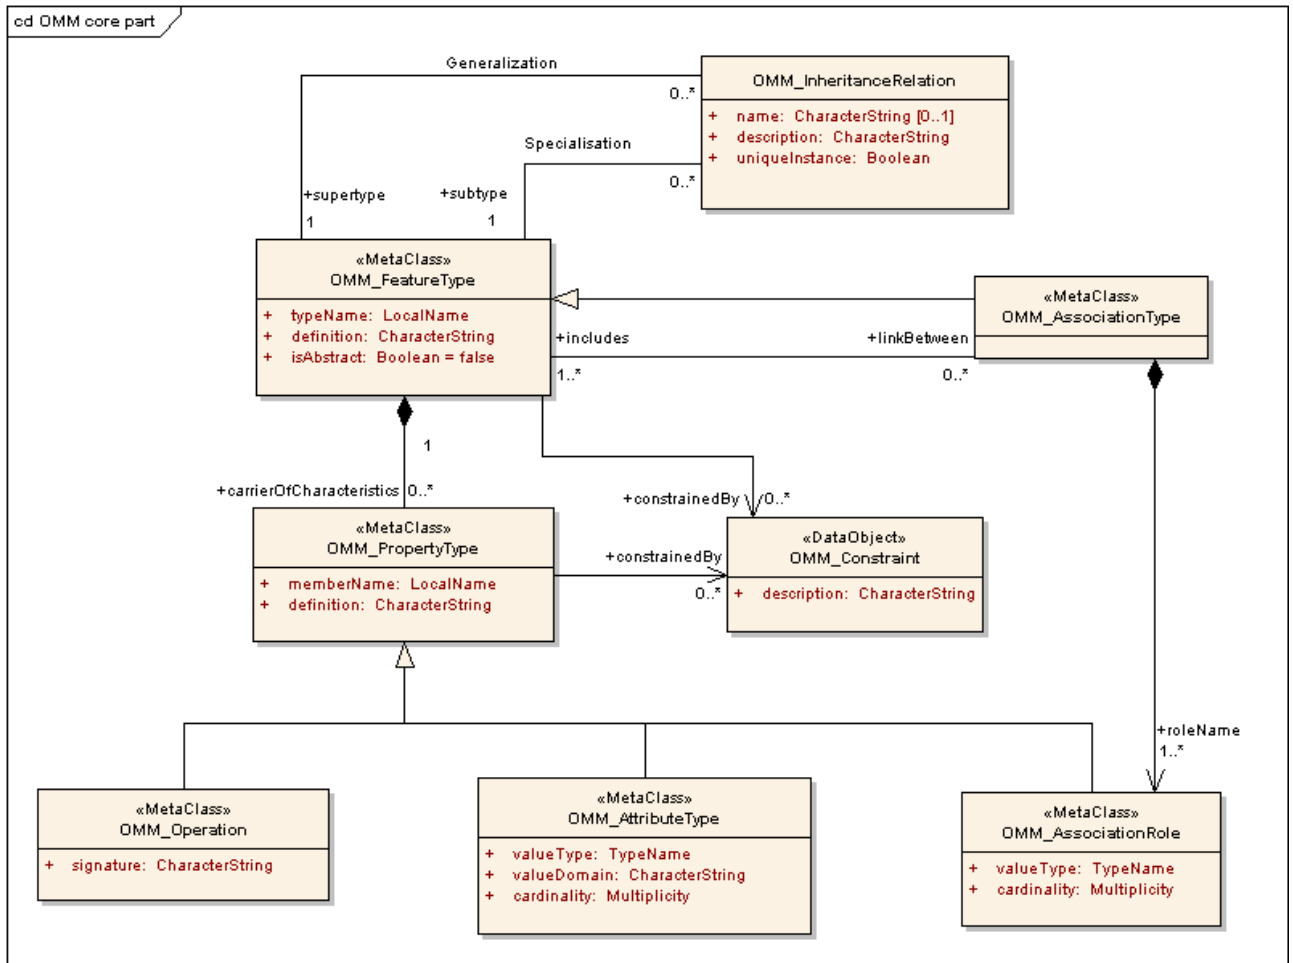 cd OMM core part
Generalization
0..*
OMM_InheritanceRelation
+ name: CharacterString [0..1]
+ description: CharacterString
+ uniqueInstance: Boolean
Specialisation
0..*
+supertype
1
+subtype
1
«MetaClass»
OMM_FeatureType
+ typeName: LocalName
+ definition: CharacterString
+ isAbstract: Boolean = false
«MetaClass»
OMM_AssociationType
+includes
1..*
+linkBetween
0..*
1
+carrierOfCharacteristics
0..*
+constrainedBy
0..*
«MetaClass»
OMM_PropertyType
+ memberName: LocalName
+ definition: CharacterString
+constrainedBy
0..*
«DataObject»
OMM_Constraint
+ description: CharacterString
+roleName
1..*
«MetaClass»
OMM_Operation
+ signature: CharacterString
«MetaClass»
OMM_AttributeType
+ valueType: TypeName
+ valueDomain: CharacterString
+ cardinality: Multiplicity
«MetaClass»
OMM_AssociationRole
+ valueType: TypeName
+ cardinality: Multiplicity